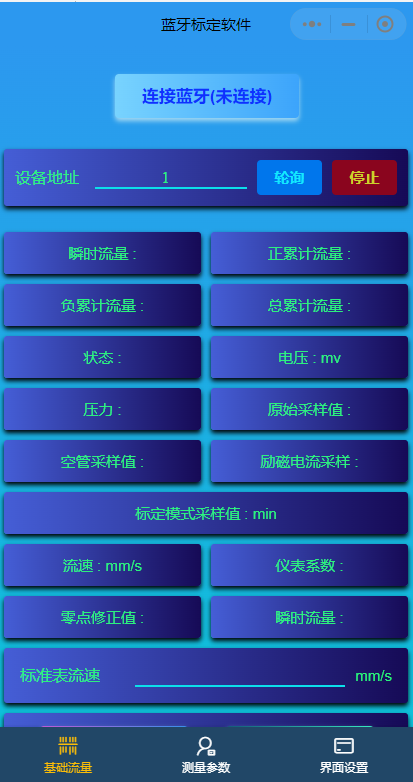 蓝牙标定软件
连接蓝牙(未连接)
设备地址 1 轮询 停止
瞬时流量 : 正累计流量 :
负累计流量 : 总累计流量 :
状态 : 电压 : mv
压力 : 原始采样值 :
空管采样值 : 励磁电流采样 :
标定模式采样值 : min
流速 : mm/s 仪表系数 :
零点修正值 : 瞬时流量 :
标准表流速 mm/s
基础流量 测量参数 界面设置